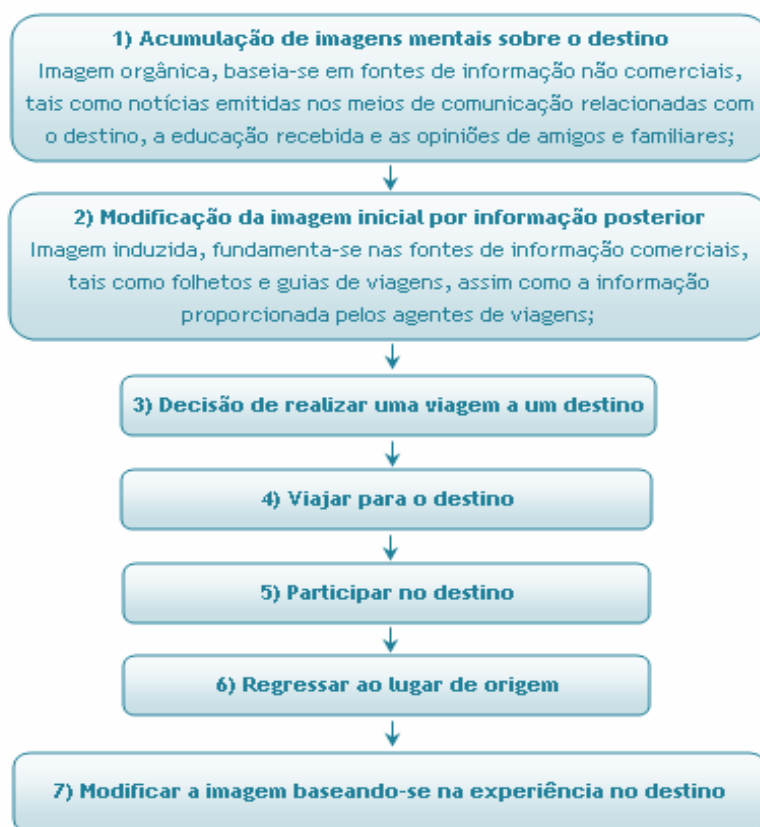 1) Acumulação de imagens mentais sobre o destino
Imagem orgânica, baseia-se em fontes de informação não comerciais,
tais como notícias emitidas nos meios de comunicação relacionadas com
o destino, a educação recebida e as opiniões de amigos e familiares;
2) Modificação da imagem inicial por informação posterior
Imagem induzida, fundamenta-se nas fontes de informação comerciais,
tais como folhetos e guias de viagens, assim como a informação
proporcionada pelos agentes de viagens;
3) Decisão de realizar uma viagem a um destino
4) Viajar para o destino
5) Participar no destino
6) Regressar ao lugar de origem
7) Modificar a imagem baseando-se na experiência no destino